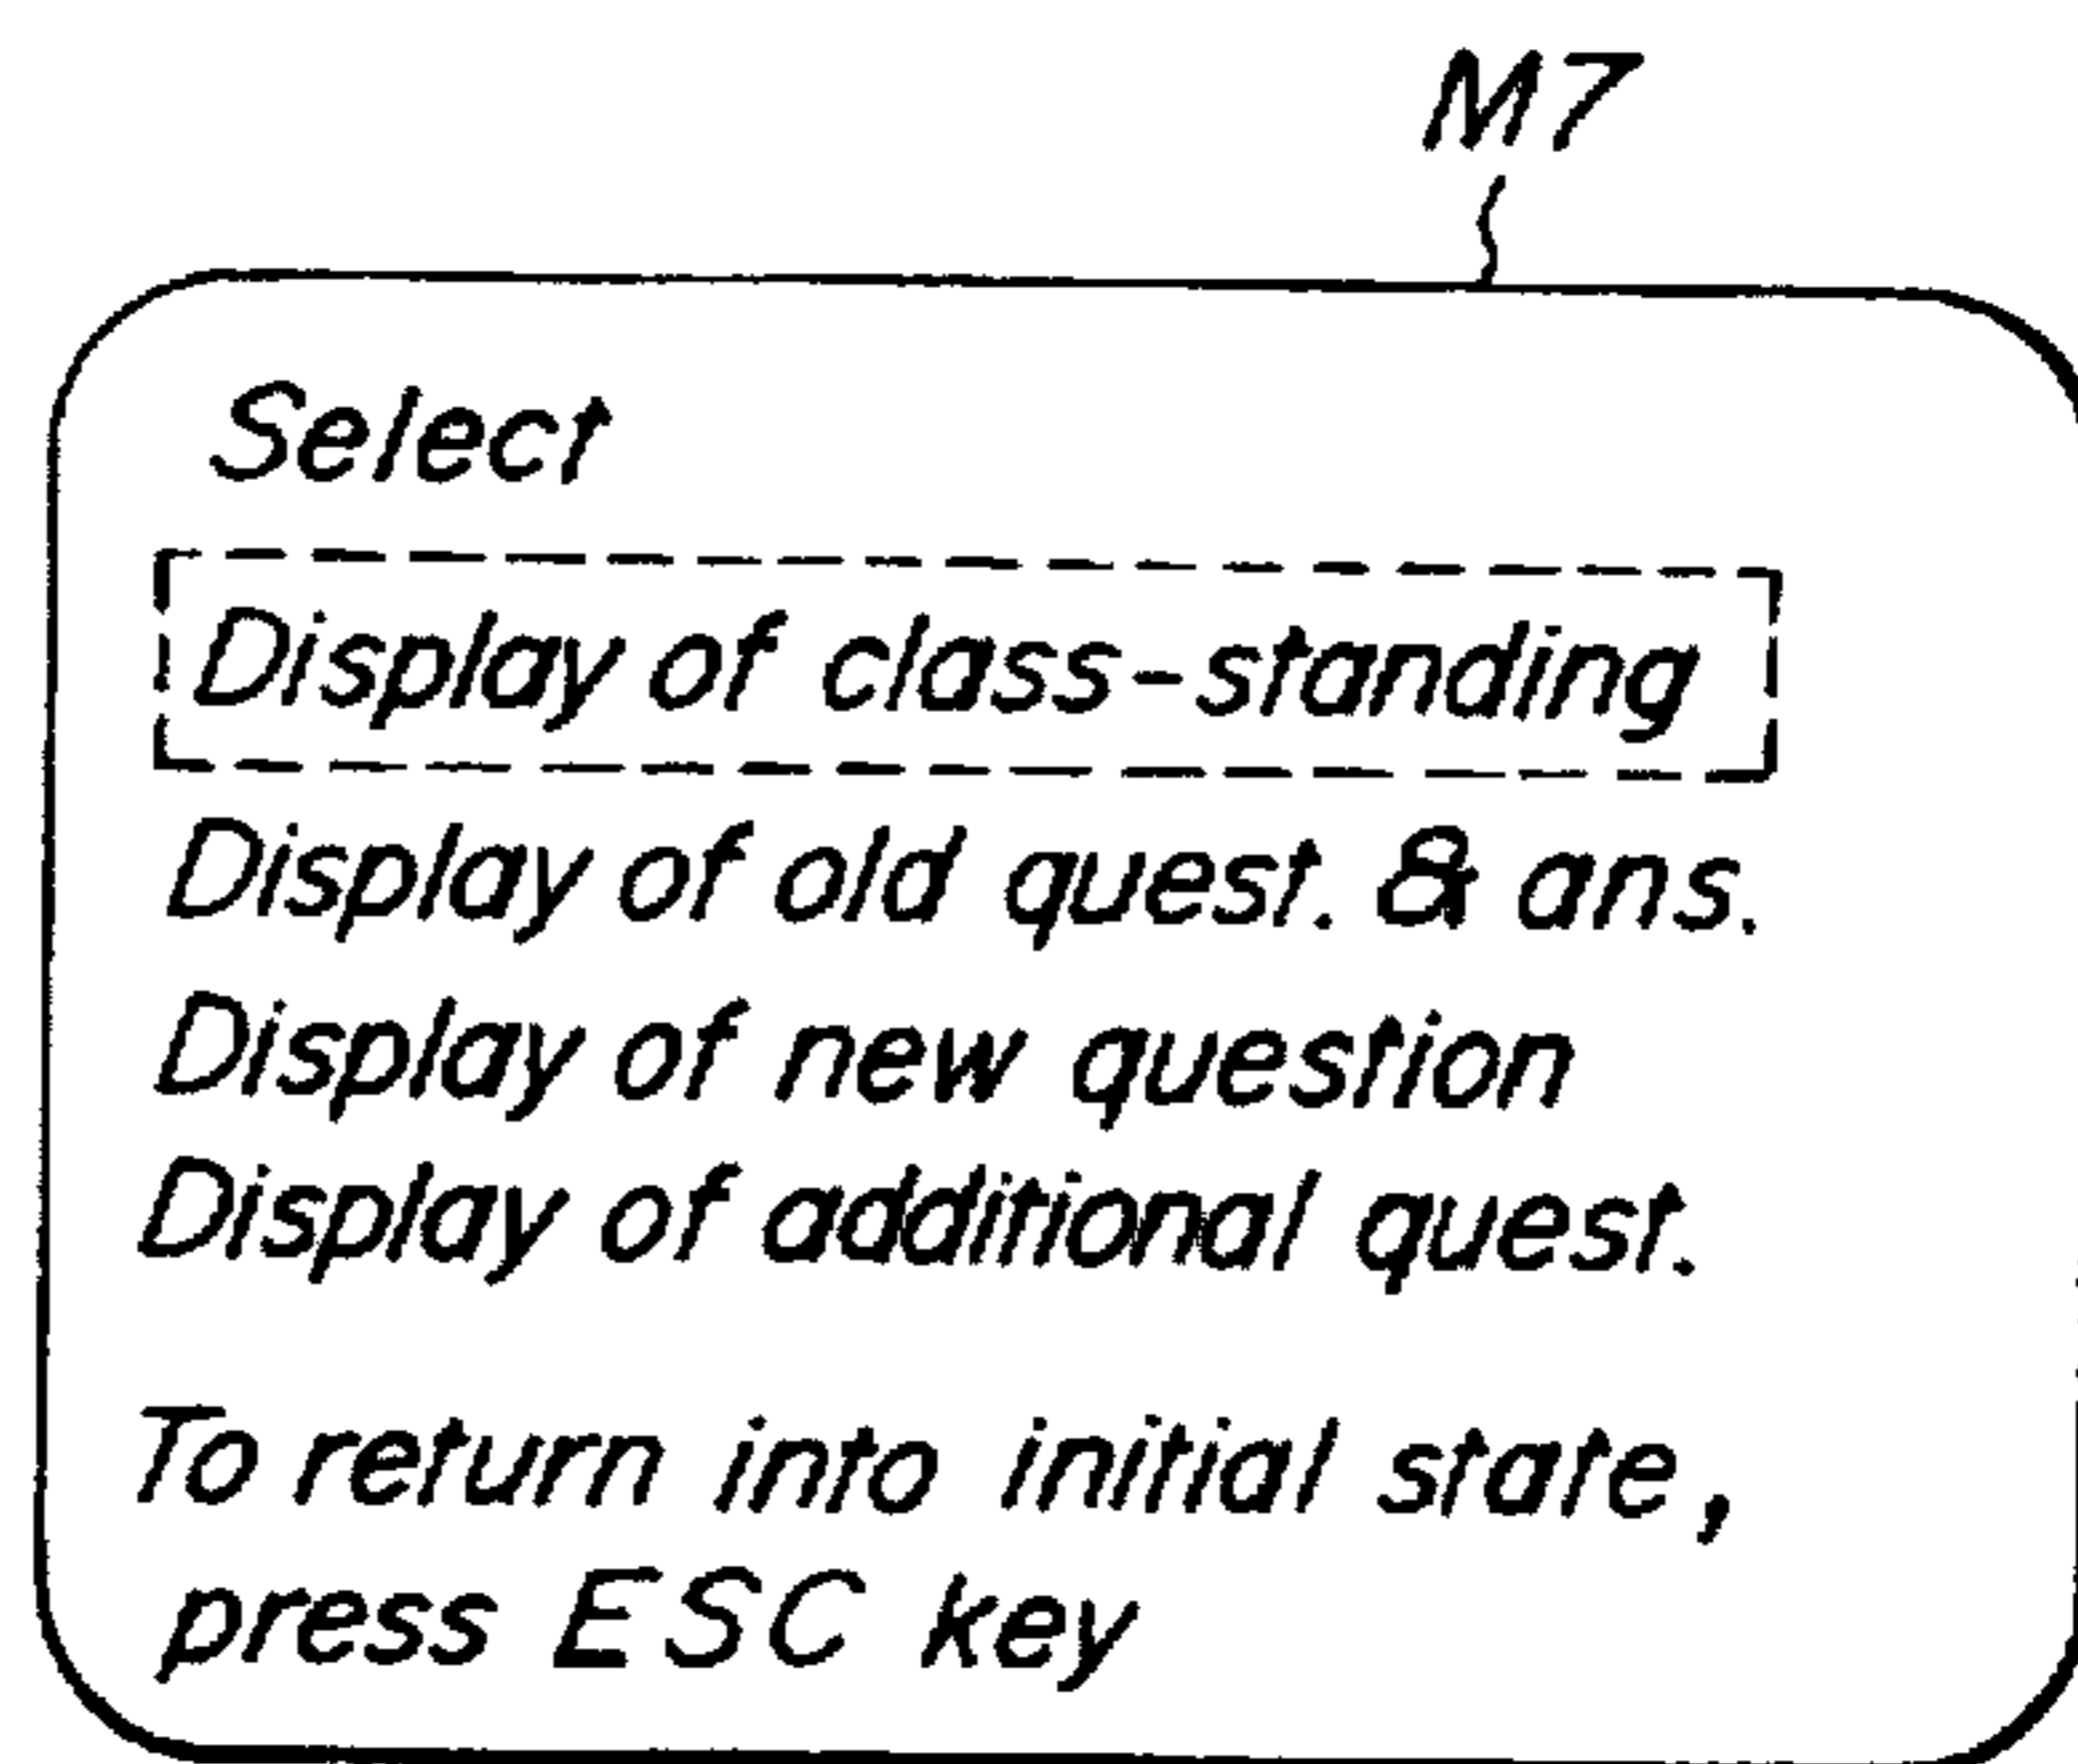 M7
Select
Display of class-standing
Display of old quest. & ans.
Display of new question
Display of additional quest.
To return into initial state,
press ESC key